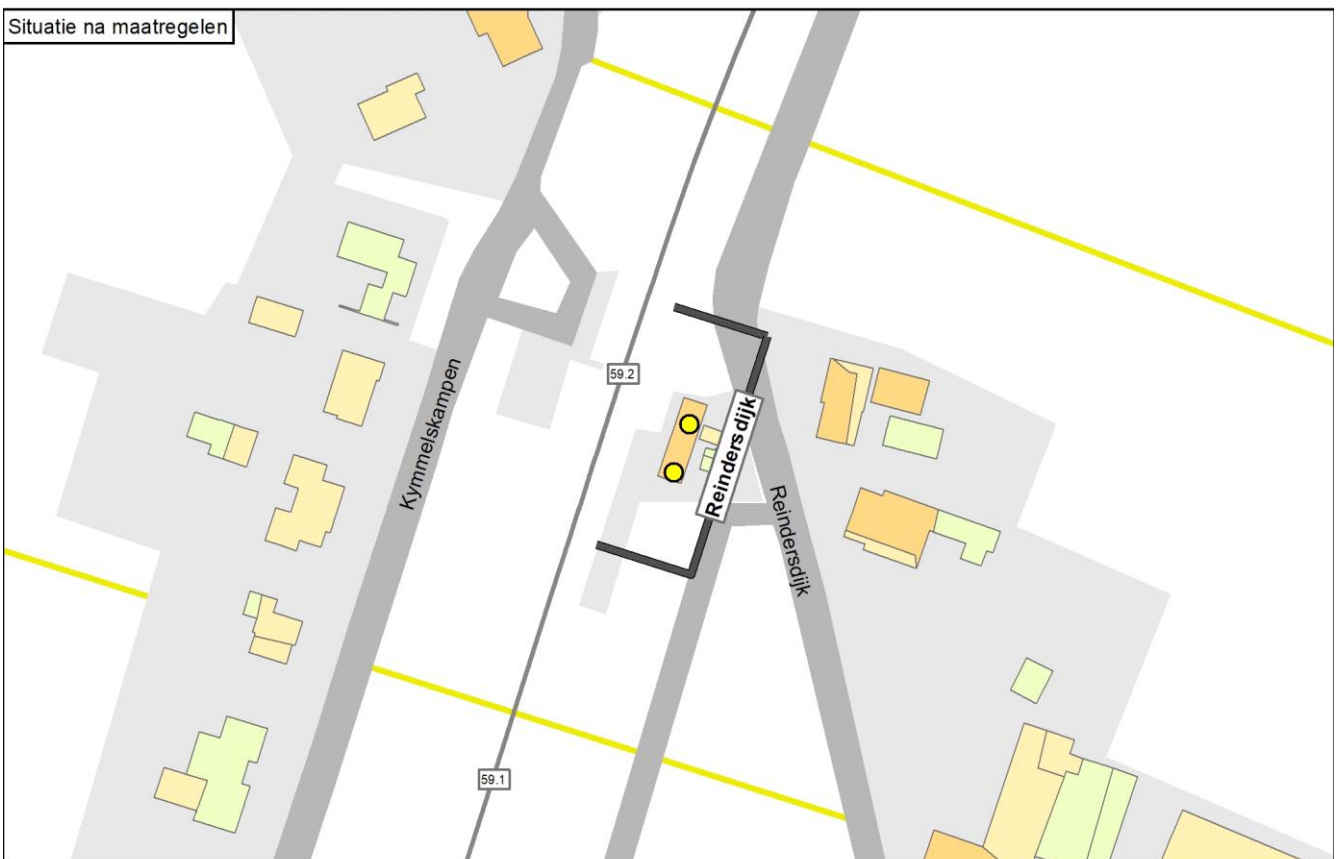 Situatie na maatregelen
59.2
Kymmelskampen
Reindersdijk
Reindersdijk
59.1